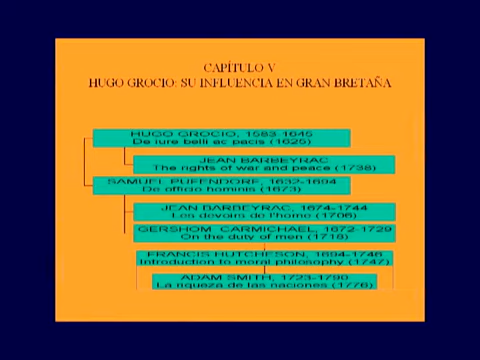 CAPÍTULO V
HUGO GROCIO: SU INFLUENCIA EN GRAN BRETAÑA
HUGO GROCIO, 1583-1645
De iure belli ac pacis (1625)
JEAN BARBEYRAC
The rights of war and peace (1738)
SAMUEL PUFENDORF, 1632-1694
De officio hominis (1673)
JEAN BARBEYRAC, 1674-1744
Les devoirs de l'home (1706)
GERSHOM CARMICHAEL, 1672-1729
On the duty of men (1718)
FRANCIS HUTCHESON, 1694-1746
Introduction to moral philosophy (1747)
ADAM SMITH, 1723-1790
La riqueza de las naciones (1776)